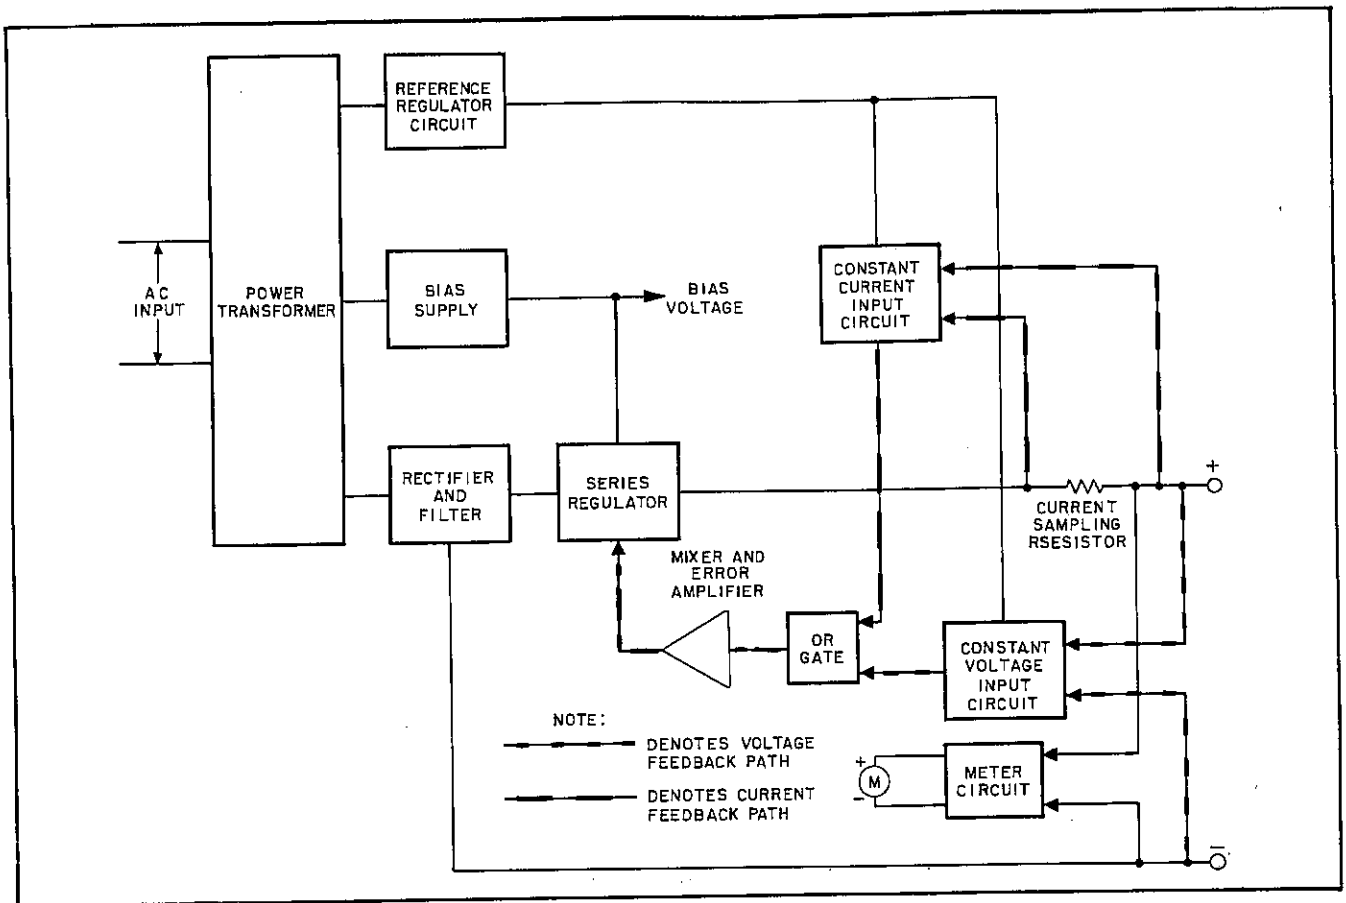 REFERENCE
REGULATOR
CIRCUIT
AC
INPUT
POWER
TRANSFORMER
BIAS
SUPPLY
BIAS
VOLTAGE
CONSTANT
CURRENT
INPUT
CIRCUIT
RECTIFIER
AND
FILTER
SERIES
REGULATOR
+
CURRENT
SAMPLING
RSESISTOR
MIXER AND
ERROR
AMPLIFIER
OR
GATE
CONSTANT
VOLTAGE
INPUT
CIRCUIT
NOTE:
DENOTES VOLTAGE
FEEDBACK PATH
DENOTES CURRENT
FEEDBACK PATH
+
M
-
METER
CIRCUIT
-